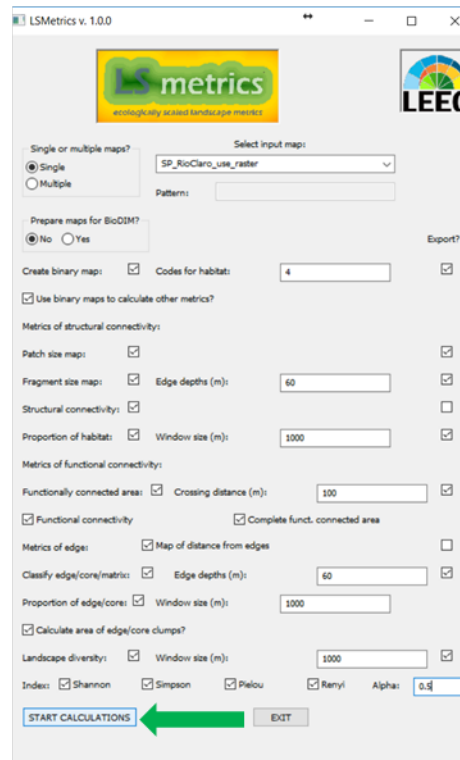 LSMetrics v. 1.0.0
LS metrics
ecologically scaled landscape metrics
LEEC
Single or multiple maps?
Select input map:
Single
SP_RioClaro_use_raster
Multiple
Pattern:
Prepare maps for BioDIM?
No Yes
Export?
Create binary map: Codes for habitat: 4
Use binary maps to calculate other metrics?
Metrics of structural connectivity:
Patch size map:
Fragment size map: Edge depths (m): 60
Structural connectivity:
Proportion of habitat: Window size (m): 1000
Metrics of functional connectivity:
Functionally connected area: Crossing distance (m): 100
Functional connectivity Complete funct. connected area
Metrics of edge: Map of distance from edges
Classify edge/core/matrix: Edge depths (m): 60
Proportion of edge/core: Window size (m): 1000
Calculate area of edge/core clumps?
Landscape diversity: Window size (m): 1000
Index: Shannon Simpson Pielou Renyi Alpha: 0.5
START CALCULATIONS EXIT